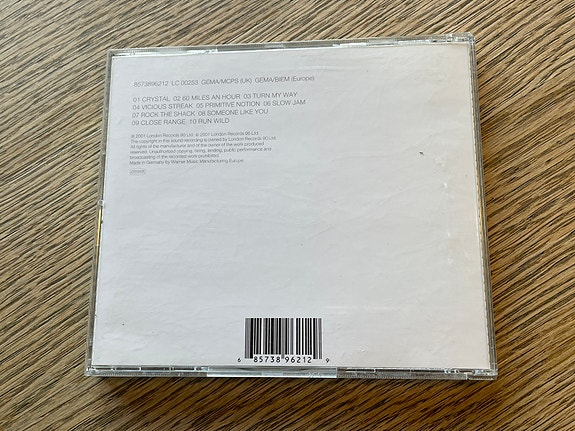 8573896212 LC 00253 GEMA/MCPS (UK) GEMA/BIEM (Europe)
01 CRYSTAL 02 60 MILES AN HOUR 03 TURN MY WAY
04 VICIOUS STREAK 05 PRIMITIVE NOTION 06 SLOW JAM
07 ROCK THE SHACK 08 SOMEONE LIKE YOU
09 CLOSE RANGE 10 RUN WILD
℗ 2001 London Records 90 Ltd. © 2001 London Records 90 Ltd.
The copyright in this sound recording is owned by London Records 90 Ltd.
All rights of the manufacturer and of the owner of the work produced
reserved. Unauthorized copying, hiring, lending, public performance and
broadcasting of the recorded work prohibited.
Made in Germany By Warner Music Manufacturing Europe.
6 85738 96212 9